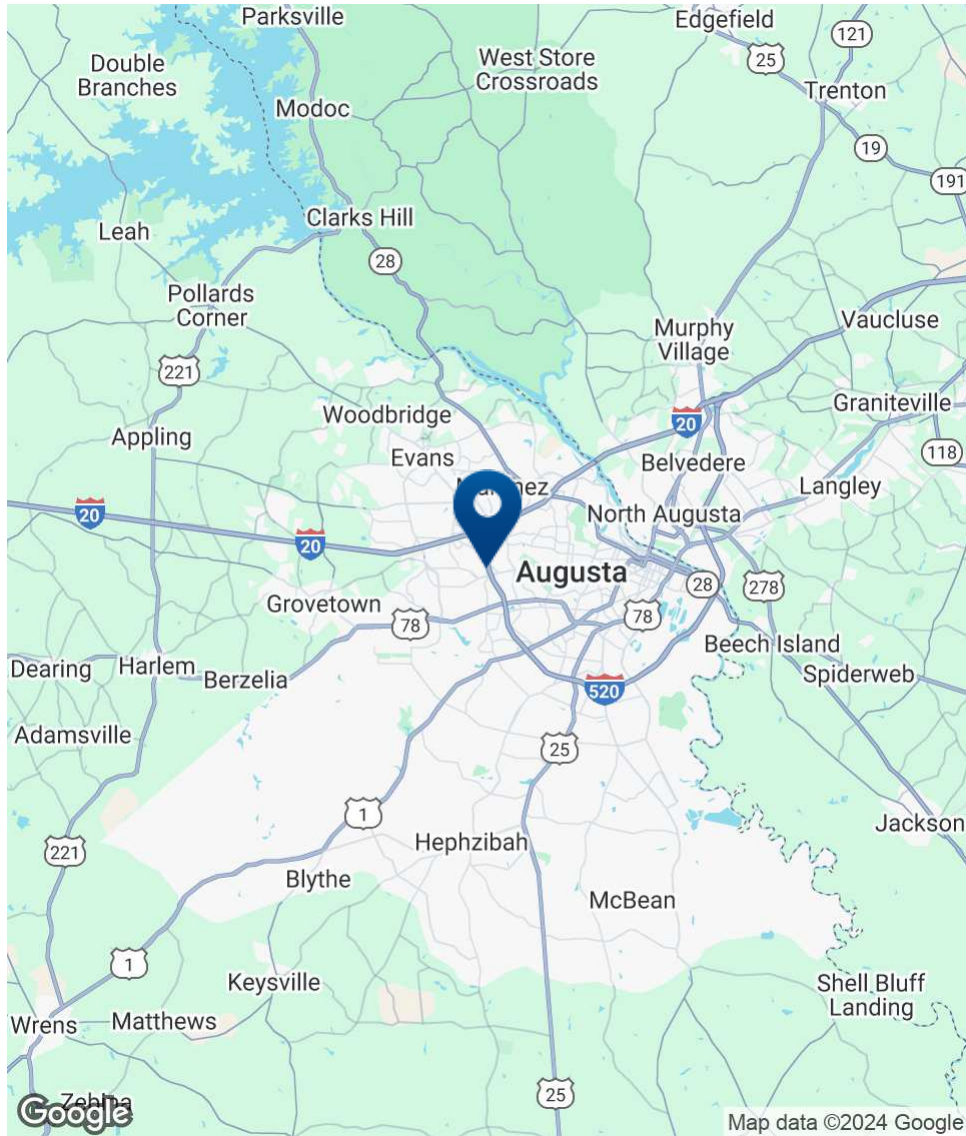 Parksville
Edgefield
121
25
Double
Branches
West Store
Crossroads
Trenton
Modoc
19
191
Clarks Hill
Leah
28
Pollards
Corner
Murphy
Village
Vaucluse
221
Woodbridge
Graniteville
20
Appling
Evans
Belvedere
118
Langley
20
North Augusta
20
Augusta
28
278
Grovetown
78
78
Beech Island
Dearing
Harlem
Berzelia
Spiderweb
520
Adamsville
25
1
Jackson
221
Hephzibah
Blythe
McBean
1
Keysville
Shell Bluff
Landing
Wrens
Matthews
25
Google
Map data ©2024 Google